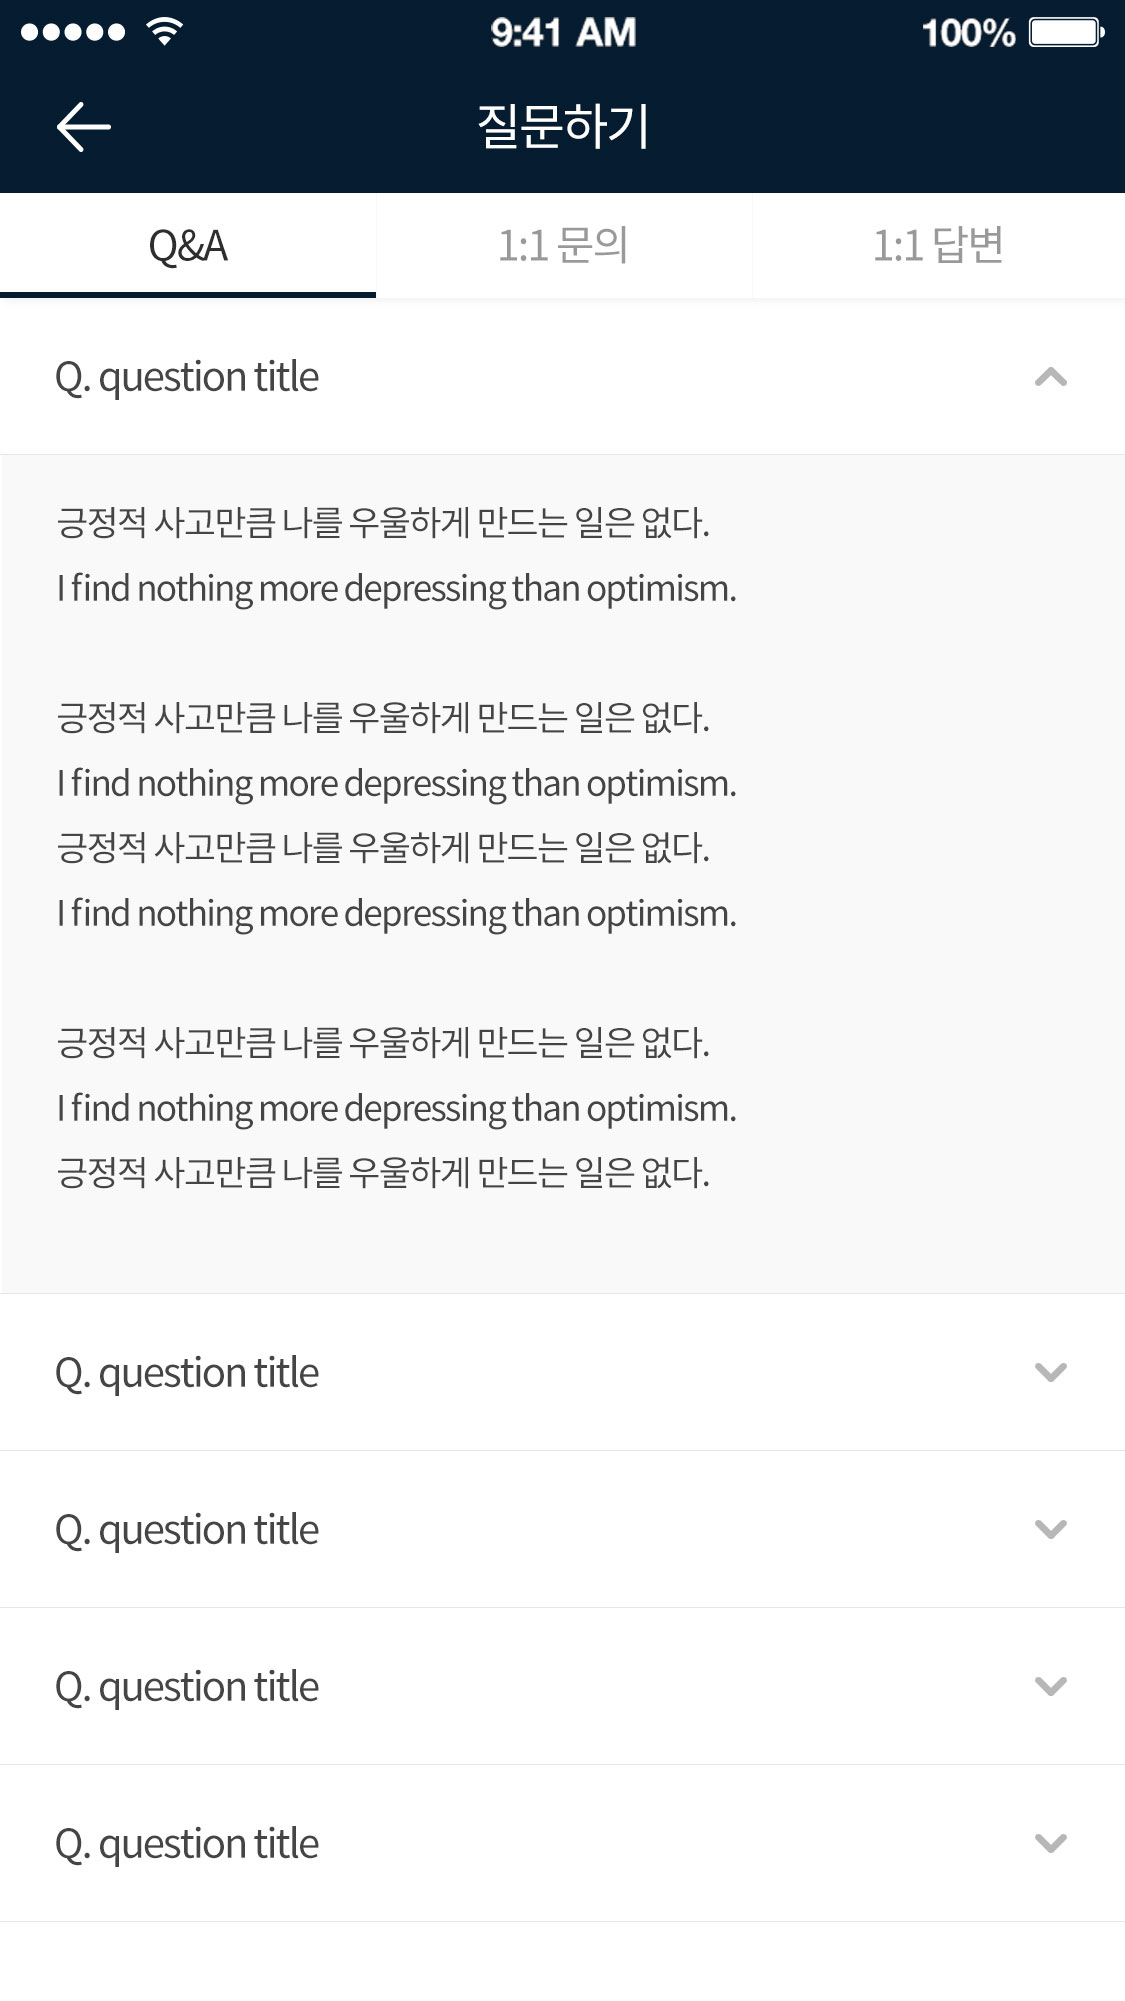 9:41 AM
100%
질문하기
Q&A
1:1 문의
1:1 답변
Q. question title
긍정적 사고만큼 나를 우울하게 만드는 일은 없다.
I find nothing more depressing than optimism.
긍정적 사고만큼 나를 우울하게 만드는 일은 없다.
I find nothing more depressing than optimism.
긍정적 사고만큼 나를 우울하게 만드는 일은 없다.
I find nothing more depressing than optimism.
긍정적 사고만큼 나를 우울하게 만드는 일은 없다.
I find nothing more depressing than optimism.
긍정적 사고만큼 나를 우울하게 만드는 일은 없다.
Q. question title
Q. question title
Q. question title
Q. question title